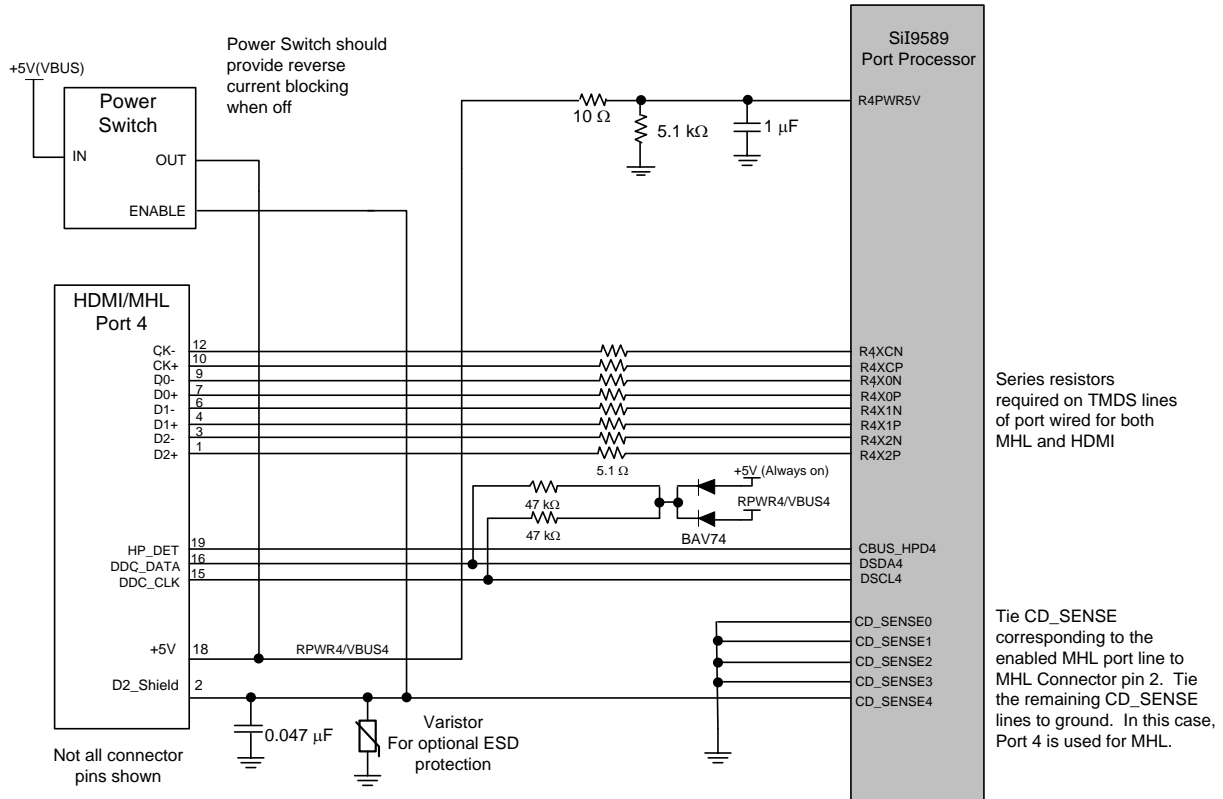 SiI9589
Port Processor
+5V(VBUS)
Power Switch should
provide reverse
current blocking
when off
Power
Switch
IN
OUT
ENABLE
10 Ω
5.1 kΩ
1 μF
R4PWR5V
HDMI/MHL
Port 4
CK-
12
R4XCN
CK+
10
R4XCP
D0-
9
R4X0N
D0+
7
R4X0P
D1-
6
R4X1N
D1+
4
R4X1P
D2-
3
R4X2N
D2+
1
R4X2P
5.1 Ω
Series resistors
required on TMDS lines
of port wired for both
MHL and HDMI
+5V (Always on)
47 kΩ
RPWR4/VBUS4
47 kΩ
BAV74
HP_DET
19
CBUS_HPD4
DDC_DATA
16
DSDA4
DDC_CLK
15
DSCL4
CD_SENSE0
CD_SENSE1
CD_SENSE2
CD_SENSE3
CD_SENSE4
+5V
18
RPWR4/VBUS4
D2_Shield
2
0.047 μF
Varistor
For optional ESD
protection
Not all connector
pins shown
Tie CD_SENSE
corresponding to the
enabled MHL port line to
MHL Connector pin 2. Tie
the remaining CD_SENSE
lines to ground. In this case,
Port 4 is used for MHL.